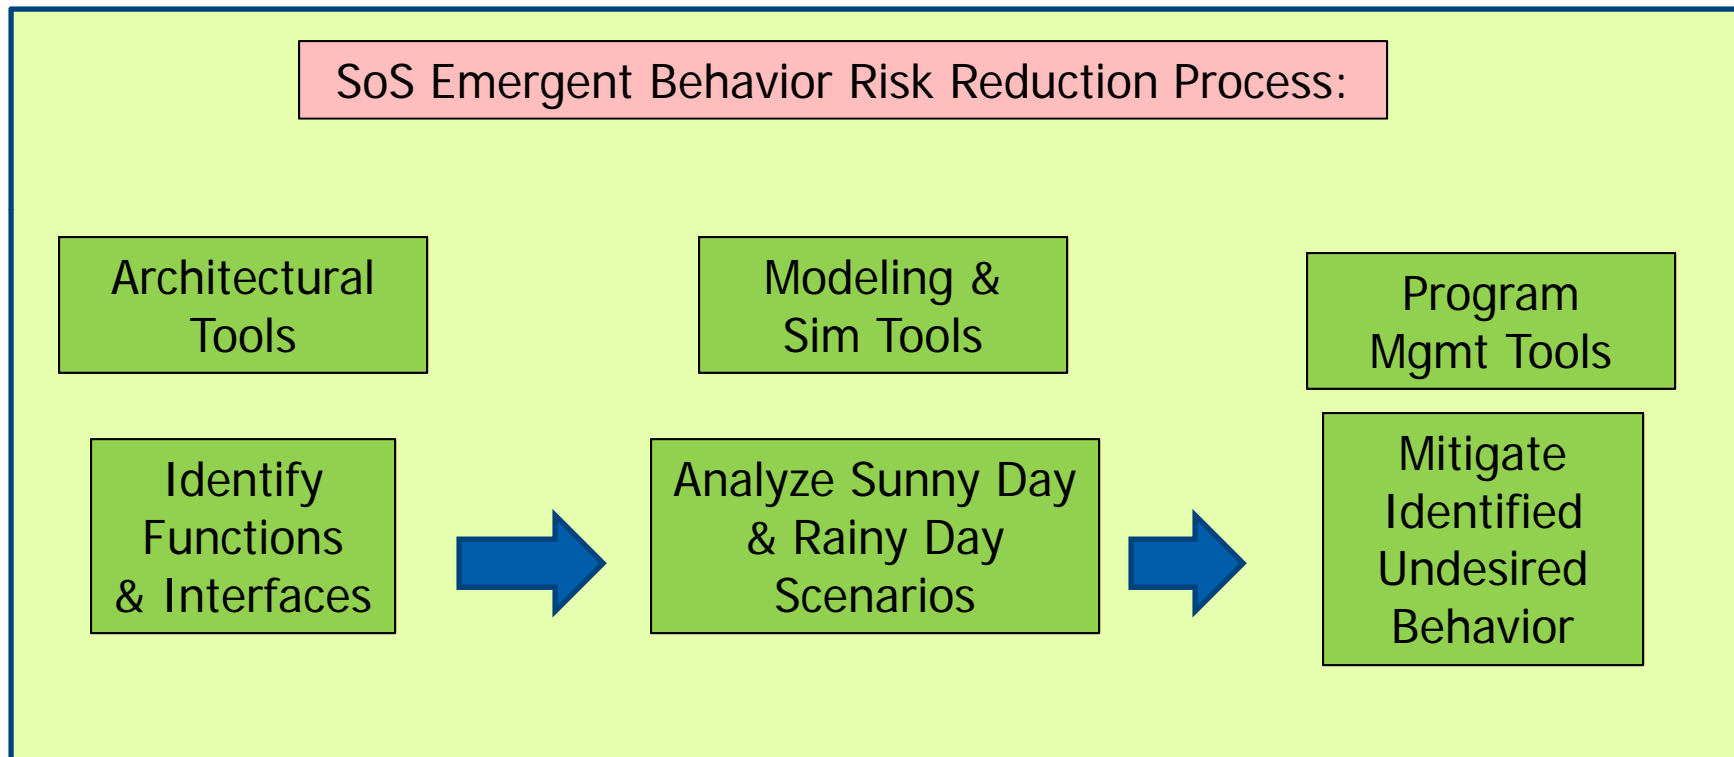 SoS Emergent Behavior Risk Reduction Process:
Architectural
Tools
Modeling &
Sim Tools
Program
Mgmt Tools
Identify
Functions
& Interfaces
Analyze Sunny Day
& Rainy Day
Scenarios
Mitigate
Identified
Undesired
Behavior